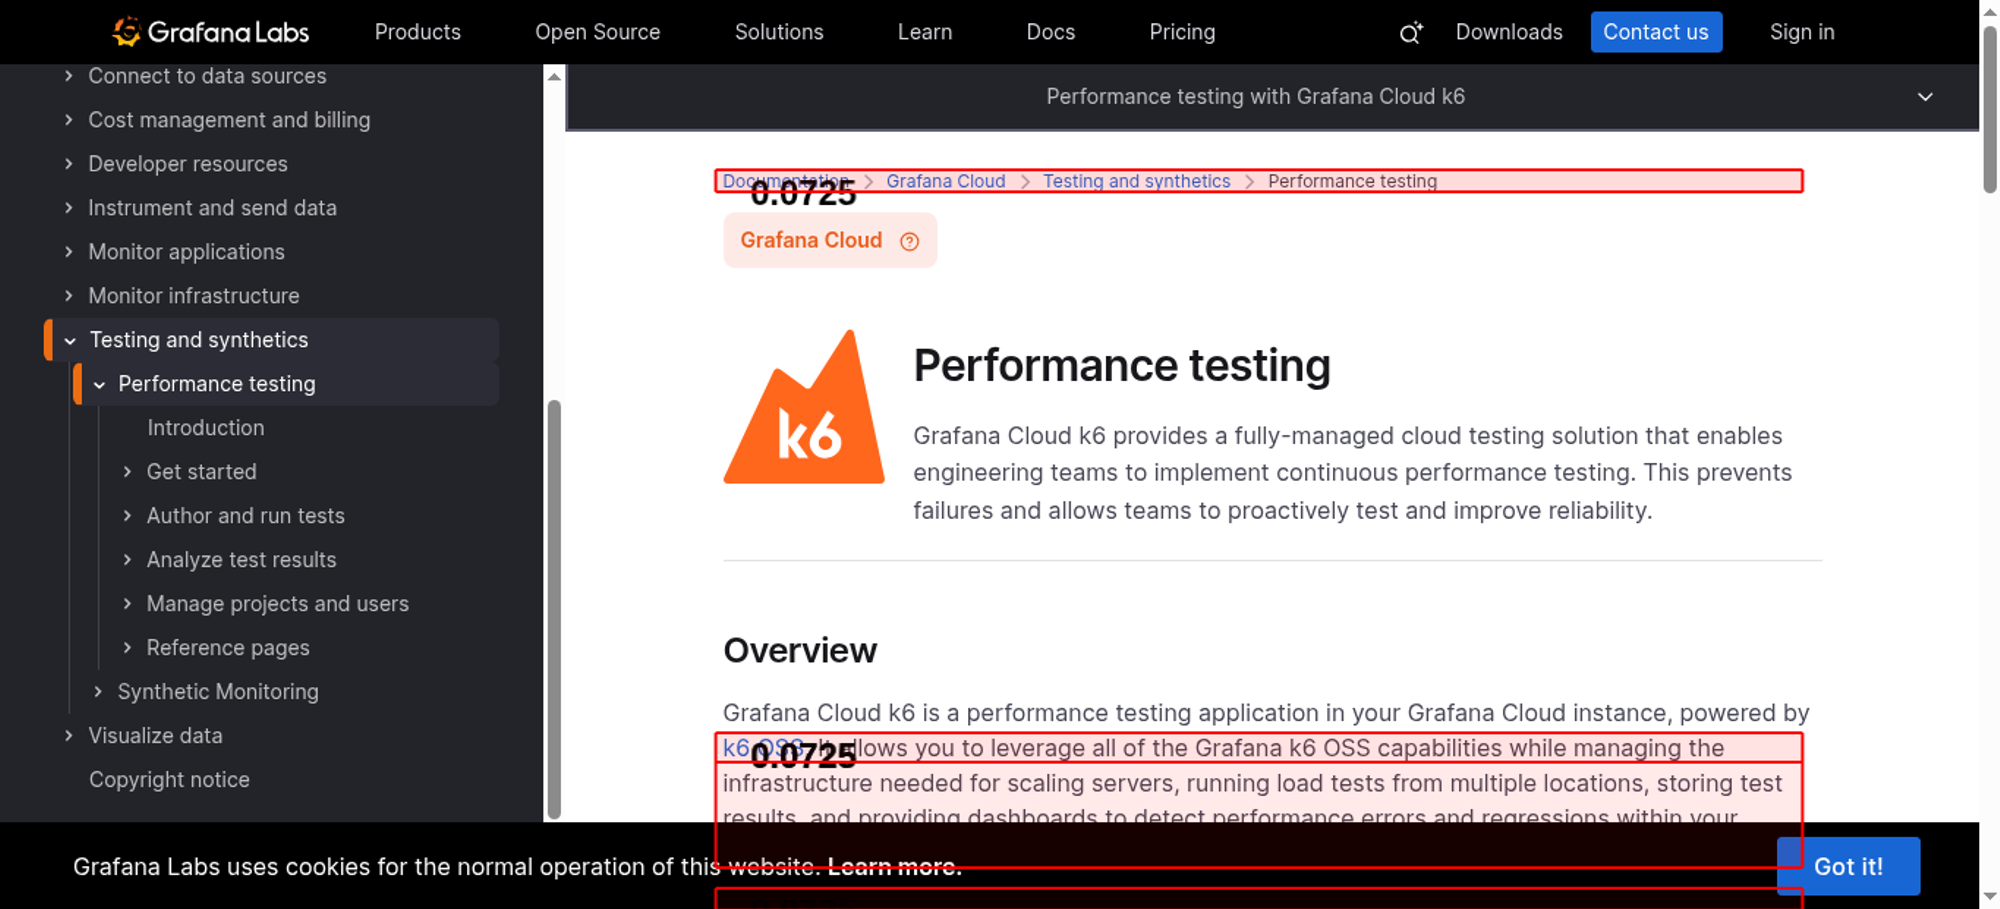 Grafana Labs
Products
Open Source
Solutions
Learn
Docs
Pricing
Downloads
Contact us
Sign in
Connect to data sources
Cost management and billing
Developer resources
Instrument and send data
Monitor applications
Monitor infrastructure
Testing and synthetics
Performance testing
Introduction
Get started
Author and run tests
Analyze test results
Manage projects and users
Reference pages
Synthetic Monitoring
Visualize data
Copyright notice
Performance testing with Grafana Cloud k6
Documentation > Grafana Cloud > Testing and synthetics > Performance testing
0.0725
Grafana Cloud
k6
Performance testing
Grafana Cloud k6 provides a fully-managed cloud testing solution that enables
engineering teams to implement continuous performance testing. This prevents
failures and allows teams to proactively test and improve reliability.
Overview
Grafana Cloud k6 is a performance testing application in your Grafana Cloud instance, powered by
k6 OSS. It allows you to leverage all of the Grafana k6 OSS capabilities while managing the
0.0725
infrastructure needed for scaling servers, running load tests from multiple locations, storing test
results, and providing dashboards to detect performance errors and regressions within your
Grafana Labs uses cookies for the normal operation of this website. Learn more.
Got it!